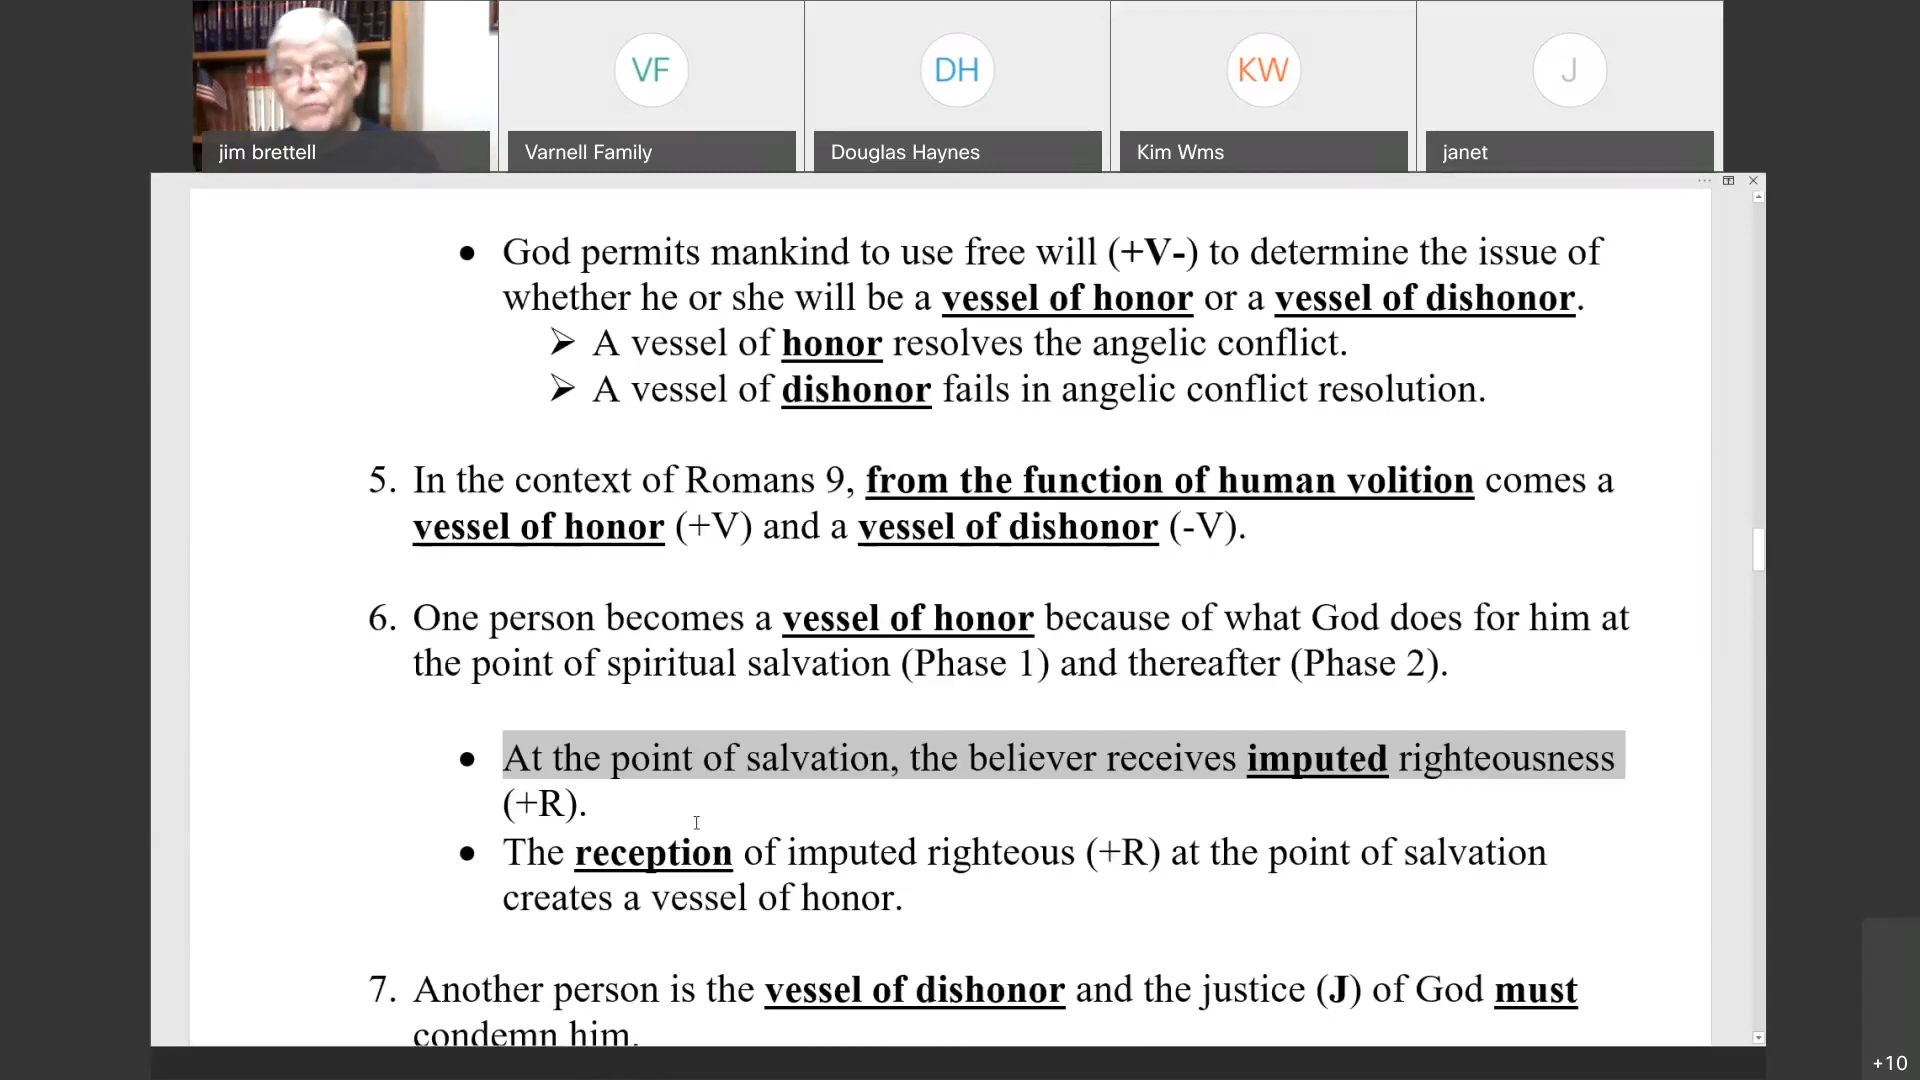 VF
DH
KW
J
jim brettell
Varnell Family
Douglas Haynes
Kim Wms
janet
• God permits mankind to use free will (+V-) to determine the issue of
whether he or she will be a vessel of honor or a vessel of dishonor.
➢ A vessel of honor resolves the angelic conflict.
➢ A vessel of dishonor fails in angelic conflict resolution.
5. In the context of Romans 9, from the function of human volition comes a
vessel of honor (+V) and a vessel of dishonor (-V).
6. One person becomes a vessel of honor because of what God does for him at
the point of spiritual salvation (Phase 1) and thereafter (Phase 2).
• At the point of salvation, the believer receives imputed righteousness
(+R).
• The reception of imputed righteous (+R) at the point of salvation
creates a vessel of honor.
7. Another person is the vessel of dishonor and the justice (J) of God must
condemn him.
+10